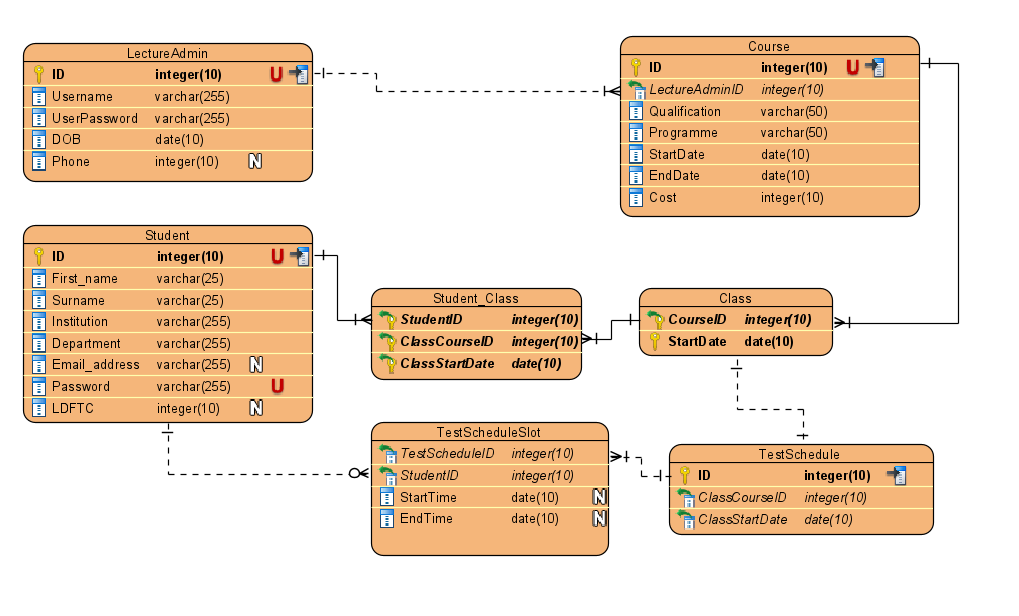 LectureAdmin
ID integer(10) U
Username varchar(255)
UserPassword varchar(255)
DOB date(10)
Phone integer(10) N
Course
ID integer(10) U
LectureAdminID integer(10)
Qualification varchar(50)
Programme varchar(50)
StartDate date(10)
EndDate date(10)
Cost integer(10)
Student
ID integer(10) U
First_name varchar(25)
Surname varchar(25)
Institution varchar(255)
Department varchar(255)
Email_address varchar(255) N
Password varchar(255) U
LDFTC integer(10) N
Student_Class
StudentID integer(10)
ClassCourseID integer(10)
ClassStartDate date(10)
Class
CourseID integer(10)
StartDate date(10)
TestScheduleSlot
TestScheduleID integer(10)
StudentID integer(10)
StartTime date(10) N
EndTime date(10) N
TestSchedule
ID integer(10)
ClassCourseID integer(10)
ClassStartDate date(10)